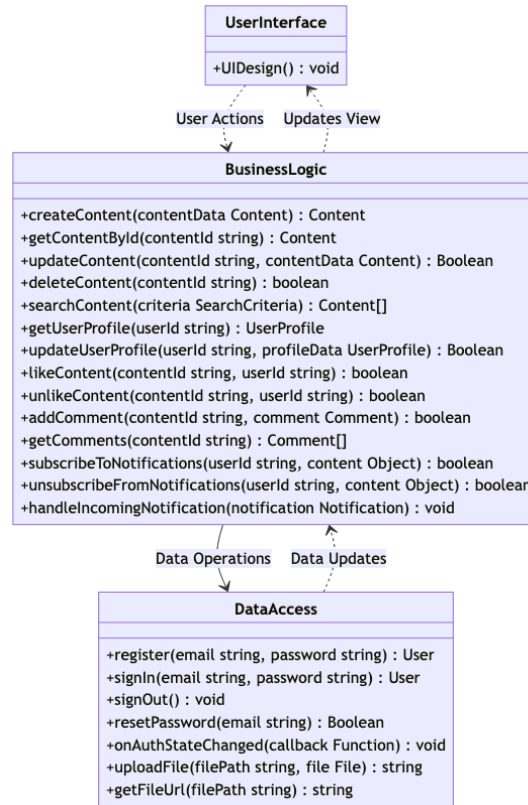 UserInterface
+UIDesign() : void
User Actions
Updates View
BusinessLogic
+createContent(contentData Content) : Content
+getContentById(contentId string) : Content
+updateContent(contentId string, contentData Content) : Boolean
+deleteContent(contentId string) : boolean
+searchContent(criteria SearchCriteria) : Content[]
+getUserProfile(userId string) : UserProfile
+updateUserProfile(userId string, profileData UserProfile) : Boolean
+likeContent(contentId string, userId string) : boolean
+unlikeContent(contentId string, userId string) : boolean
+addComment(contentId string, comment Comment) : boolean
+getComments(contentId string) : Comment[]
+subscribeToNotifications(userId string, content Object) : boolean
+unsubscribeFromNotifications(userId string, content Object) : boolean
+handleIncomingNotification(notification Notification) : void
Data Operations
Data Updates
DataAccess
+register(email string, password string) : User
+signIn(email string, password string) : User
+signOut() : void
+resetPassword(email string) : Boolean
+onAuthStateChanged(callback Function) : void
+uploadFile(filePath string, file File) : string
+getFileUrl(filePath string) : string